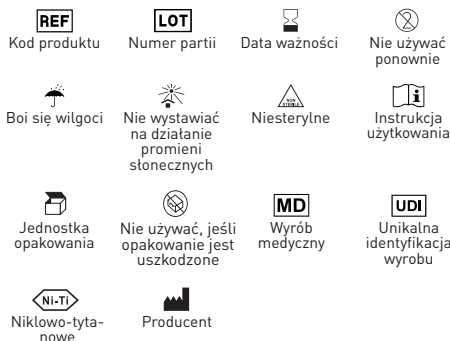 REF
LOT
Kod produktu
Numer partii
Data ważności
Nie używać
ponownie
2
NON
STERILE
i
Boi się wilgoci
Nie wystawiać
na działanie
promieni
słonecznych
Niesterylne
Instrukcja
użytkowania
MD
UDI
Jednostka
opakowania
Nie używać, jeśli
opakowanie jest
uszkodzone
Wyrób
medyczny
Unikalna
identyfikacja
wyrobu
Ni-Ti
Niklowo-tyta-
nowe
Producent